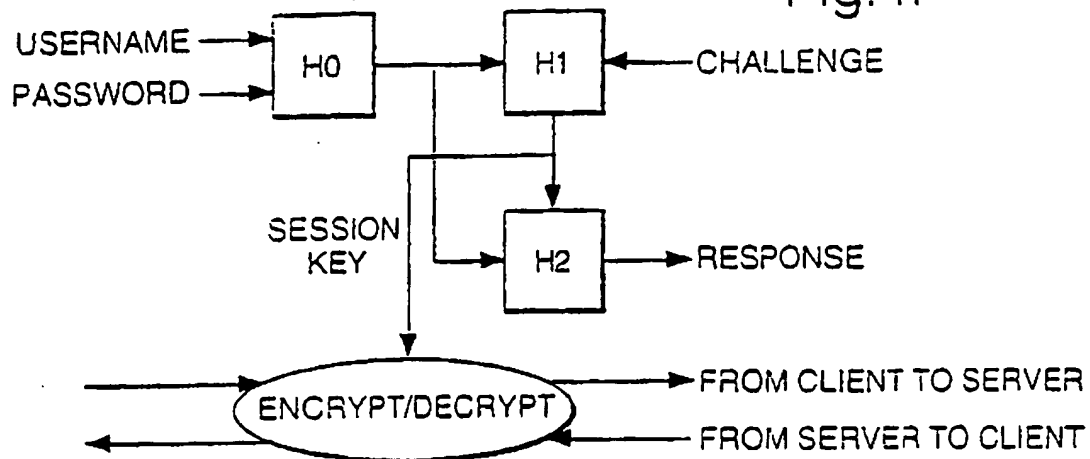 Fig.
USERNAME
PASSWORD
H0
H1
CHALLENGE
SESSION
KEY
H2
RESPONSE
ENCRYPT/DECRYPT
FROM CLIENT TO SERVER
FROM SERVER TO CLIENT